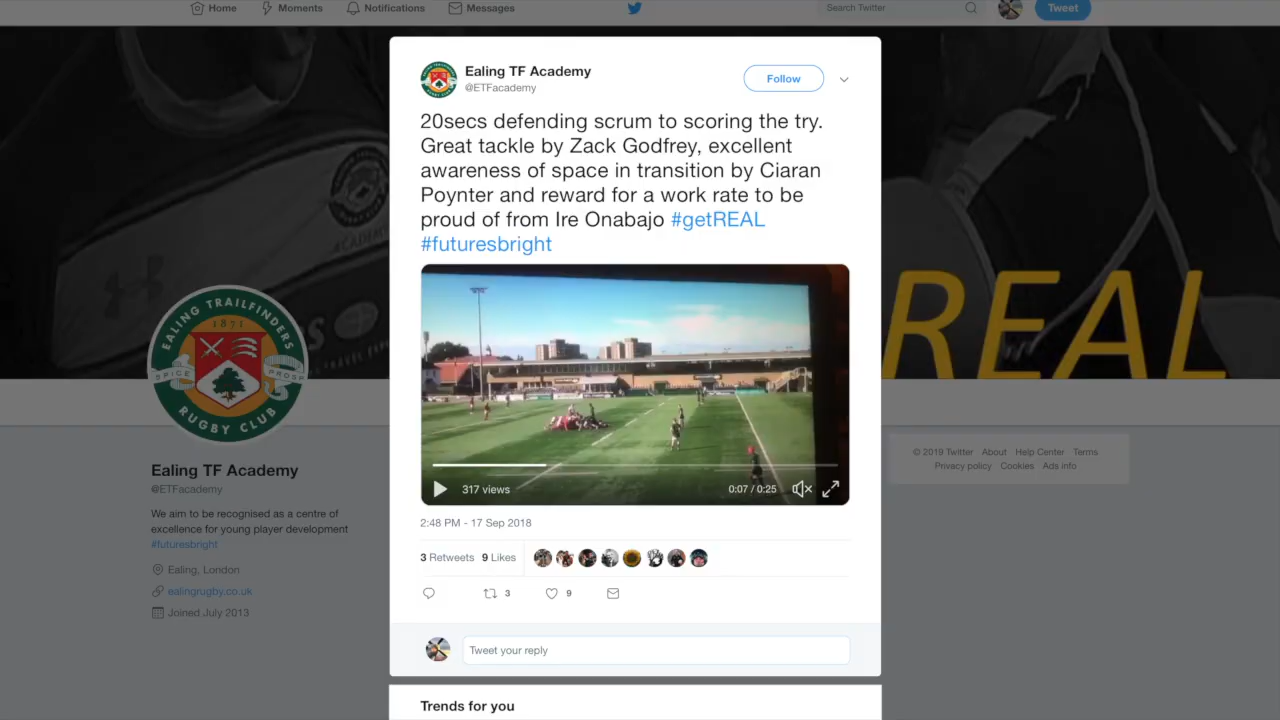 Home
Moments
Notifications
Messages
Search Twitter
Tweet
Ealing TF Academy
@ETFacademy
Follow
20secs defending scrum to scoring the try.
Great tackle by Zack Godfrey, excellent
awareness of space in transition by Ciaran
Poynter and reward for a work rate to be
proud of from Ire Onabajo #getREAL
#futuresbright
317 views
0:07 / 0:25
2:48 PM - 17 Sep 2018
3 Retweets 9 Likes
3
9
Tweet your reply
Trends for you
EALING TRAILFINDERS
1871
RUGBY CLUB
ACADEMY
REAL
Ealing TF Academy
@ETFacademy
We aim to be recognised as a centre of
excellence for young player development
#futuresbright
Ealing, London
ealingrugby.co.uk
Joined July 2013
© 2019 Twitter About Help Center Terms
Privacy policy Cookies Ads info